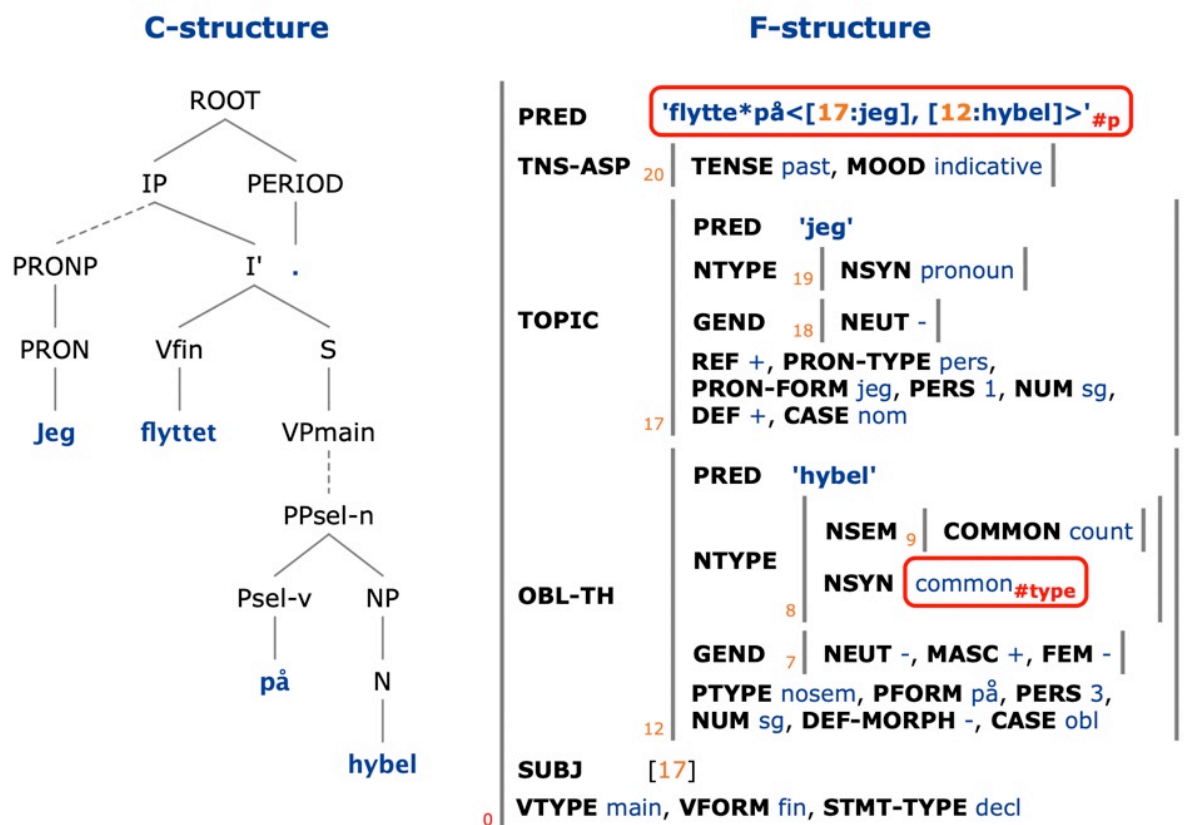 C-structure
F-structure
ROOT
IP PERIOD
PRONP I' .
PRON Vfin S
Jeg flyttet VPmain
PPsel-n
Psel-v NP
på N
hybel
PRED 'flytte*på<[17:jeg], [12:hybel]>'#p
TNS-ASP 20 TENSE past, MOOD indicative
TOPIC 17
PRED 'jeg'
NTYPE 19 NSYN pronoun
GEND 18 NEUT -
REF +, PRON-TYPE pers,
PRON-FORM jeg, PERS 1, NUM sg,
DEF +, CASE nom
OBL-TH 12
PRED 'hybel'
NTYPE 8
NSEM 9 COMMON count
NSYN common#type
GEND 7 NEUT -, MASC +, FEM -
PTYPE nosem, PFORM på, PERS 3,
NUM sg, DEF-MORPH -, CASE obl
SUBJ [17]
0 VTYPE main, VFORM fin, STMT-TYPE decl